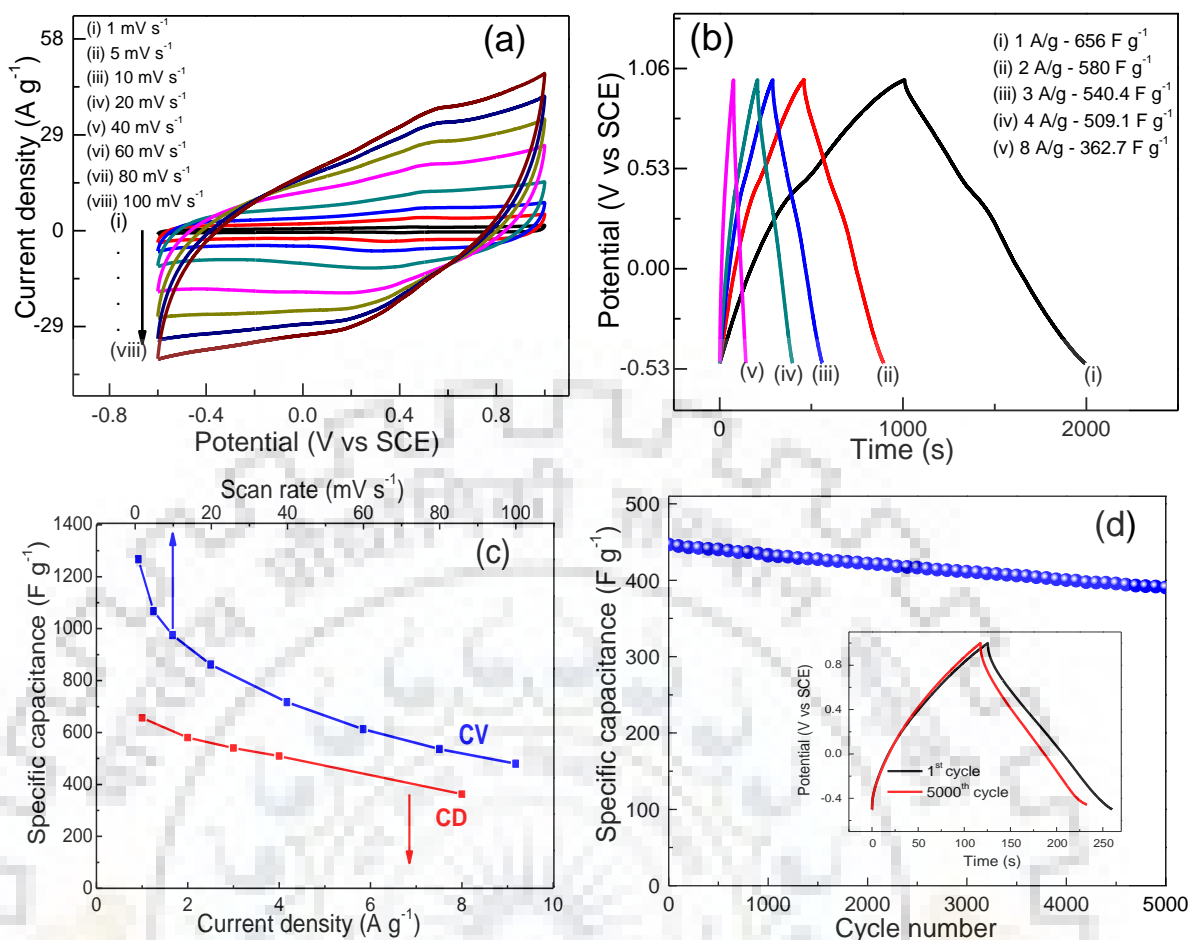 (a)
(i) 1 mV s⁻¹
(ii) 5 mV s⁻¹
(iii) 10 mV s⁻¹
(iv) 20 mV s⁻¹
(v) 40 mV s⁻¹
(vi) 60 mV s⁻¹
(vii) 80 mV s⁻¹
(viii) 100 mV s⁻¹
(i)
(viii)
58
29
0
-29
-0.8 -0.4 0.0 0.4 0.8
Current density (A g⁻¹)
Potential (V vs SCE)
(b)
(i) 1 A/g - 656 F g⁻¹
(ii) 2 A/g - 580 F g⁻¹
(iii) 3 A/g - 540.4 F g⁻¹
(iv) 4 A/g - 509.1 F g⁻¹
(v) 8 A/g - 362.7 F g⁻¹
1.06
0.53
0.00
-0.53
(v) (iv) (iii) (ii) (i)
0 1000 2000
Potential (V vs SCE)
Time (s)
Scan rate (mV s⁻¹)
0 20 40 60 80 100
(c)
1400
1200
1000
800
600
400
200
0
CV
CD
0 2 4 6 8 10
Specific capacitance (F g⁻¹)
Current density (A g⁻¹)
(d)
500
400
300
200
100
0
0 1000 2000 3000 4000 5000
Specific capacitance (F g⁻¹)
Cycle number
0.8
0.4
0.0
-0.4
1ˢᵗ cycle
5000ᵗʰ cycle
0 50 100 150 200 250
Potential (V vs SCE)
Time (s)